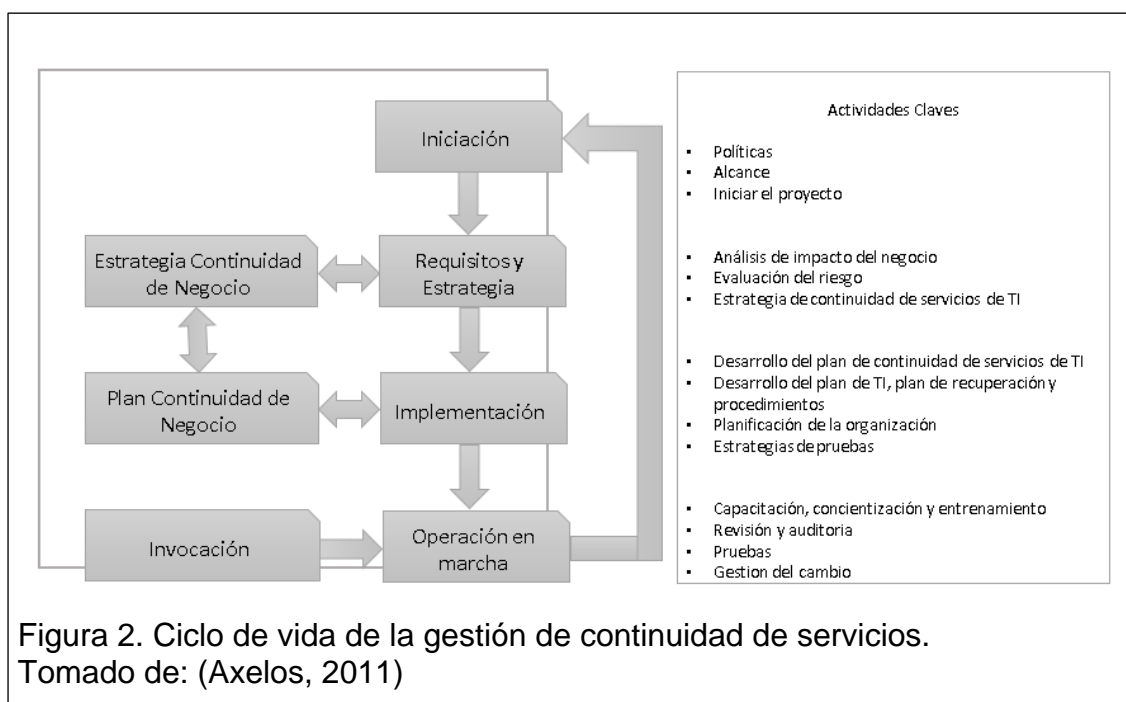 Iniciación
Estrategia Continuidad
de Negocio
Requisitos y
Estrategia
Plan Continuidad de
Negocio
Implementación
Invocación
Operación en
marcha
Actividades Claves
▪ Políticas
▪ Alcance
▪ Iniciar el proyecto
▪ Análisis de impacto del negocio
▪ Evaluación del riesgo
▪ Estrategia de continuidad de servicios de TI
▪ Desarrollo del plan de continuidad de servicios de TI
▪ Desarrollo del plan de TI, plan de recuperación y
procedimientos
▪ Planificación de la organización
▪ Estrategias de pruebas
▪ Capacitación, concientización y entrenamiento
▪ Revisión y auditoria
▪ Pruebas
▪ Gestion del cambio
Figura 2. Ciclo de vida de la gestión de continuidad de servicios.
Tomado de: (Axelos, 2011)